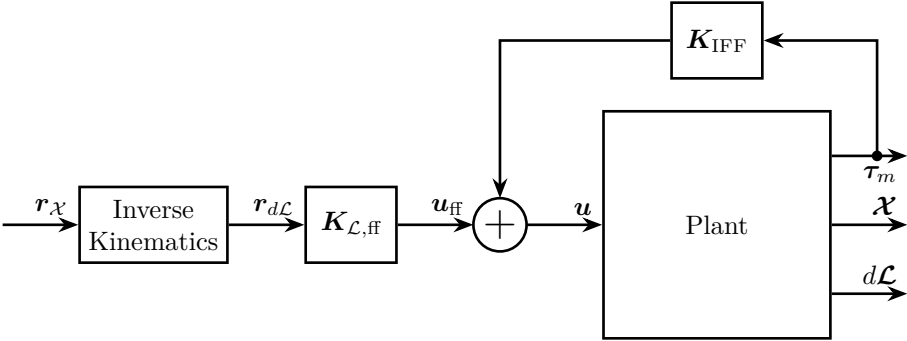 K_IFF
r_𝒳
Inverse
Kinematics
r_dℒ
K_ℒ,ff
u_ff
+
u
Plant
τ_m
𝒳
dℒ